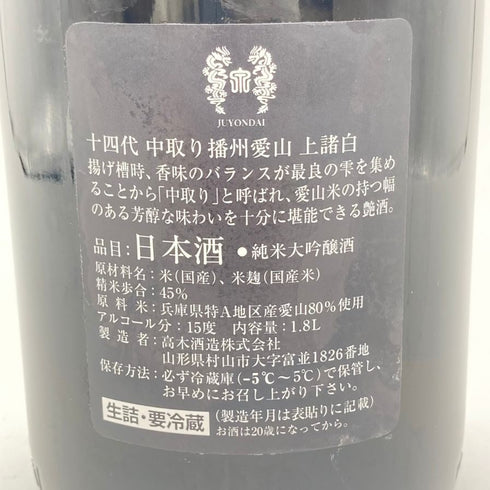 JUYONDAI
十四代 中取り 播州愛山 上諸白
揚げ槽時、香味のバランスが最良の雫を集め
ることから「中取り」と呼ばれ、愛山米の持つ幅
のある芳醇な味わいを十分に堪能できる艶酒。
品目:日本酒 ●純米大吟醸酒
原材料名:米(国産)、米麹(国産米)
精米歩合:45%
原料米:兵庫県特A地区産愛山80%使用
アルコール分:15度 内容量:1.8L
製造者:高木酒造株式会社
山形県村山市大字富並1826番地
保存方法:必ず冷蔵庫(-5℃~5℃)で保管し、
お早めにお召し上がり下さい。
生詰・要冷蔵 (製造年月は表貼りに記載)
お酒は20歳になってから。